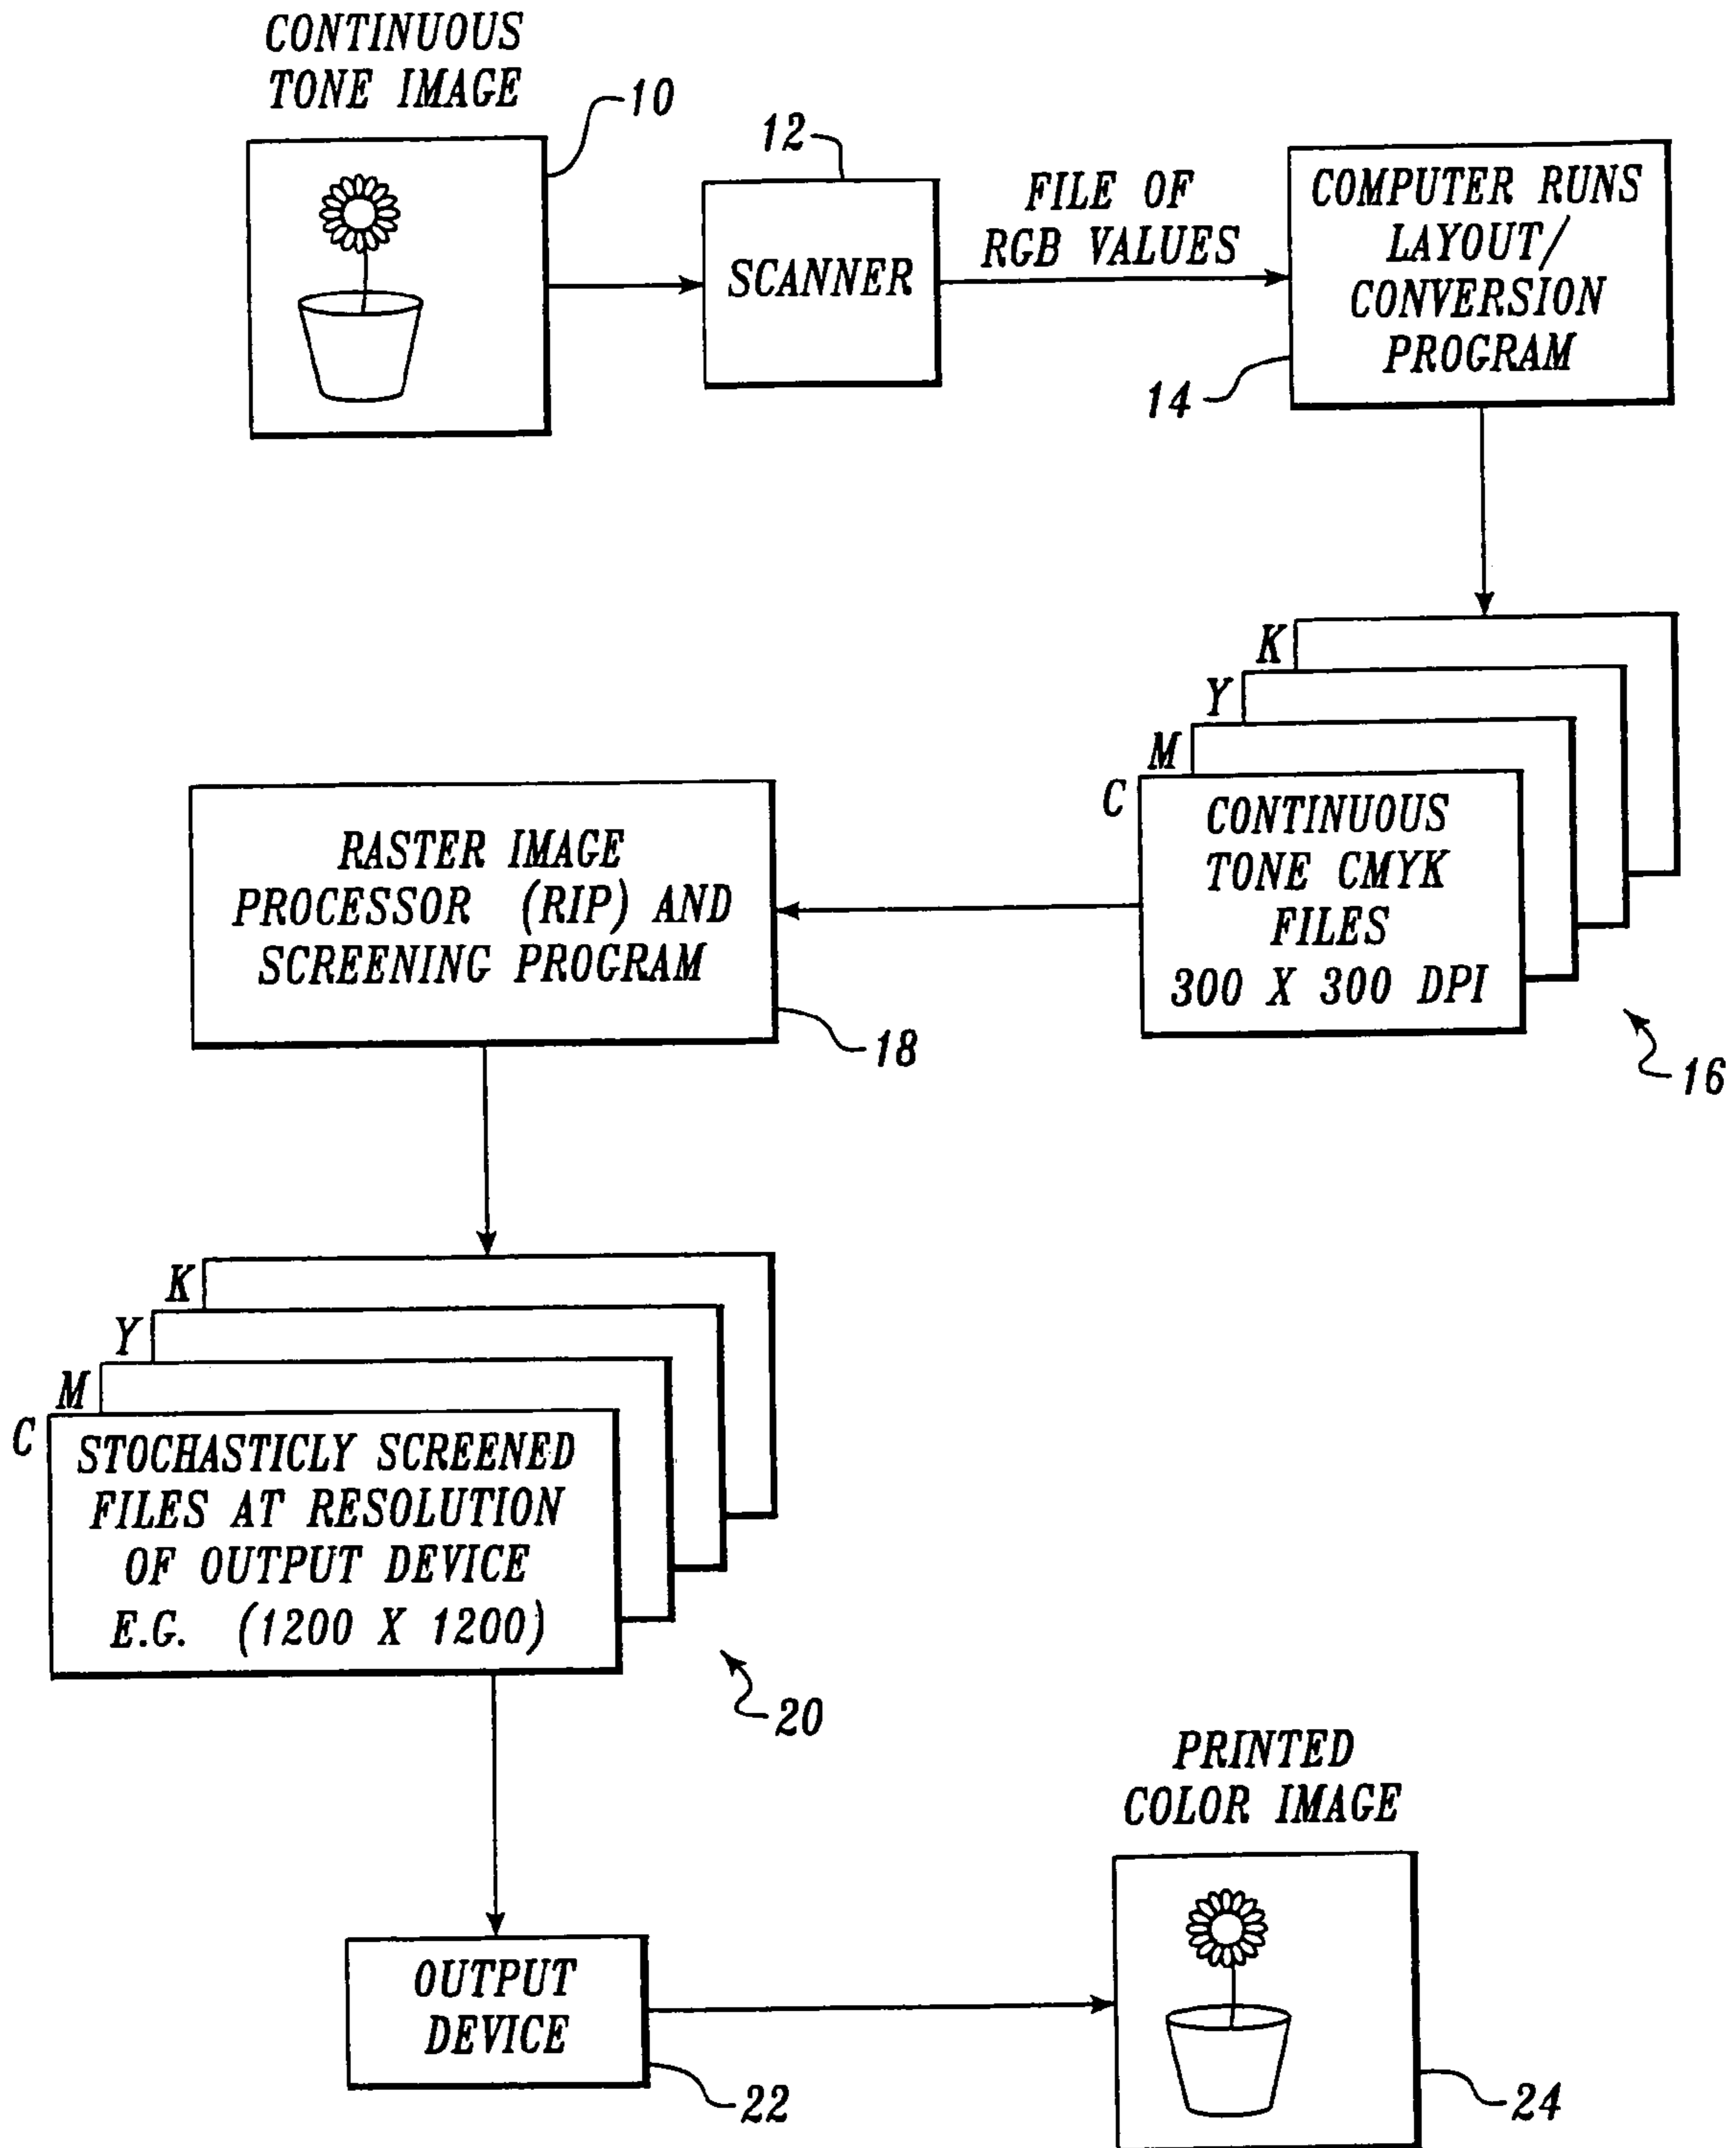 CONTINUOUS
TONE IMAGE
10
12
SCANNER
FILE OF
RGB VALUES
COMPUTER RUNS
LAYOUT/
CONVERSION
PROGRAM
14
K
Y
M
C
CONTINUOUS
TONE CMYK
FILES
300 X 300 DPI
16
RASTER IMAGE
PROCESSOR (RIP) AND
SCREENING PROGRAM
18
K
Y
M
C
STOCHASTICLY SCREENED
FILES AT RESOLUTION
OF OUTPUT DEVICE
E.G. (1200 X 1200)
20
OUTPUT
DEVICE
22
PRINTED
COLOR IMAGE
24